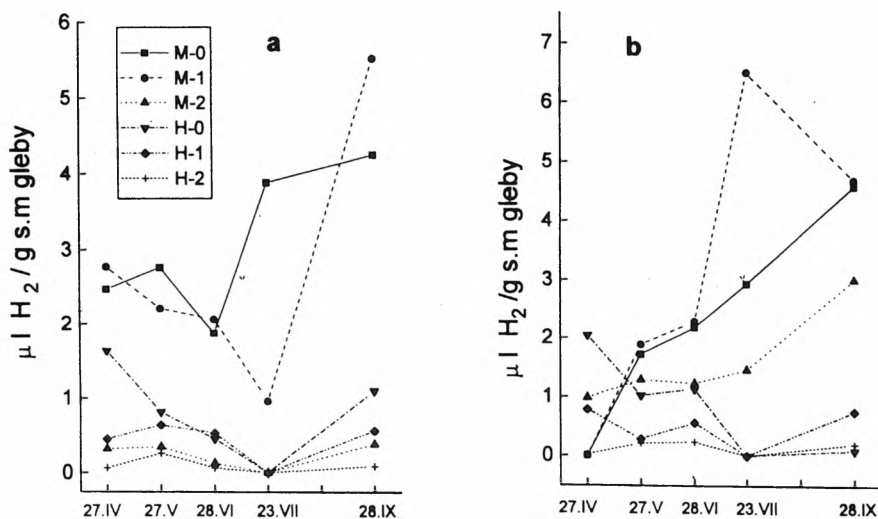 a
μl H2 / g s.m gleby
6
5
4
3
2
1
0
M-0
M-1
M-2
H-0
H-1
H-2
27.IV 27.V 28.VI 23.VII 28.IX
b
μl H2 /g s.m gleby
7
6
5
4
3
2
1
0
27.IV 27.V 28.VI 23.VII 28.IX